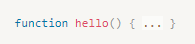 function hello() { ... }